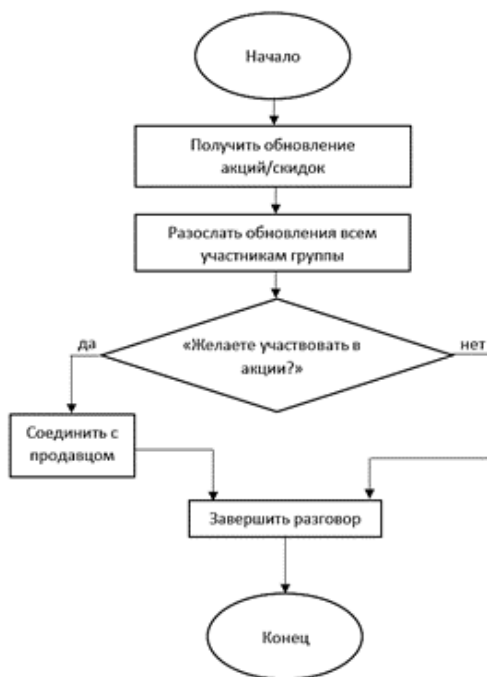 Начало
Получить обновление
акций/скидок
Разослать обновления всем
участникам группы
«Желаете участвовать в
акции?»
да
нет
Соединить с
продавцом
Завершить разговор
Конец